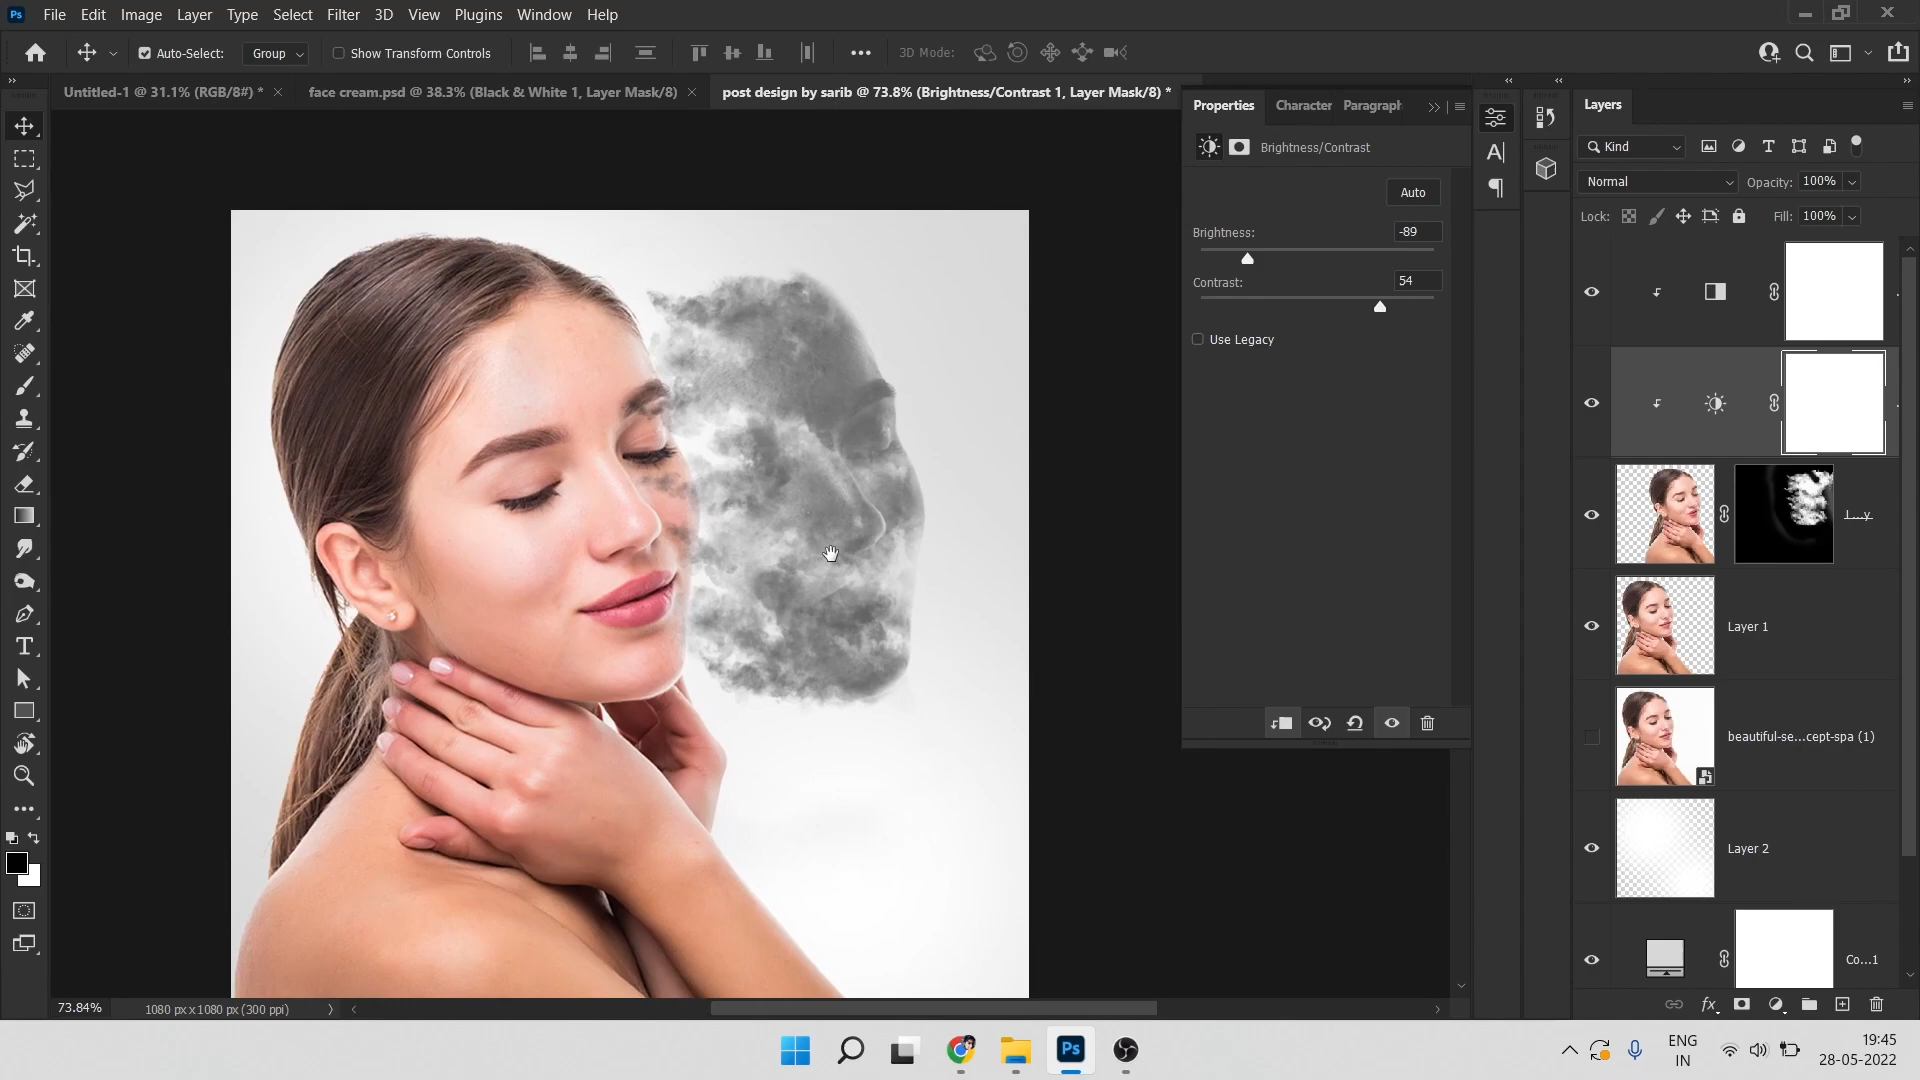 Ps File Edit Image Layer Type Select Filter 3D View Plugins Window Help
Auto-Select: Group Show Transform Controls 3D Mode:
Untitled-1 @ 31.1% (RGB/8#) * face cream.psd @ 38.3% (Black & White 1, Layer Mask/8) post design by sarib @ 73.8% (Brightness/Contrast 1, Layer Mask/8) *
Properties Character Paragraph
Brightness/Contrast
Auto
Brightness: -89
Contrast: 54
Use Legacy
Layers
Kind
Normal Opacity: 100%
Lock: Fill: 100%
L...y
Layer 1
beautiful-se...cept-spa (1)
Layer 2
Co...1
73.84% 1080 px x 1080 px (300 ppi)
Ps
ENG
IN
19:45
28-05-2022